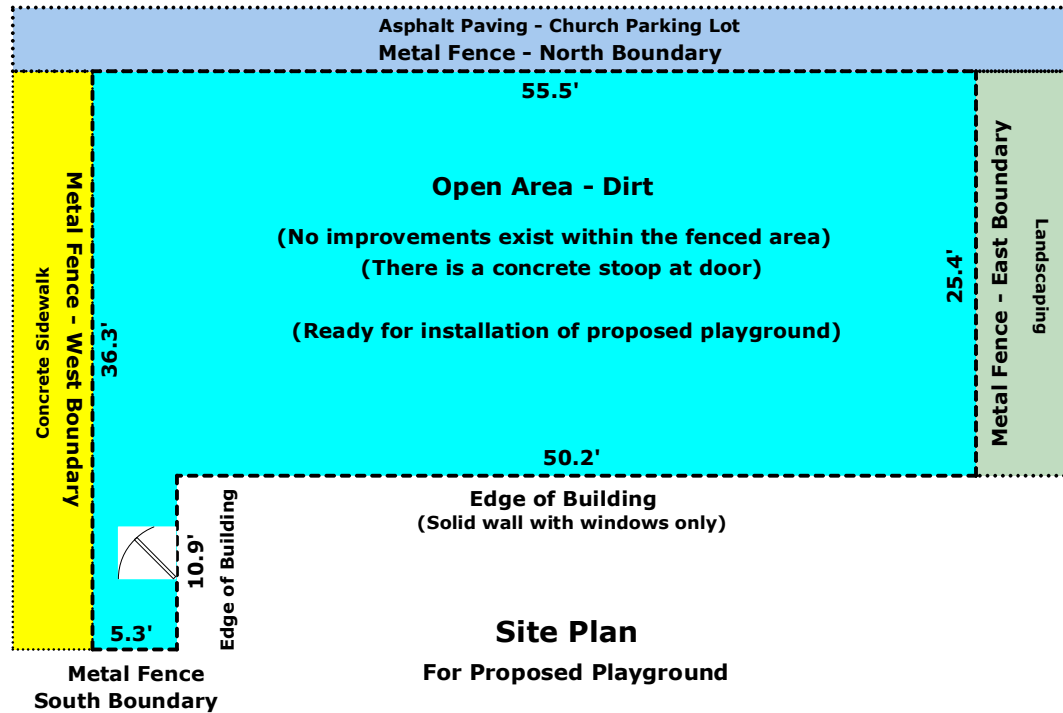 Asphalt Paving - Church Parking Lot
Metal Fence - North Boundary
55.5'
Open Area - Dirt
(No improvements exist within the fenced area)
(There is a concrete stoop at door)
(Ready for installation of proposed playground)
Concrete Sidewalk
Metal Fence - West Boundary
36.3'
25.4'
Metal Fence - East Boundary
Landscaping
50.2'
Edge of Building
(Solid wall with windows only)
10.9'
Edge of Building
5.3'
Metal Fence
South Boundary
Site Plan
For Proposed Playground